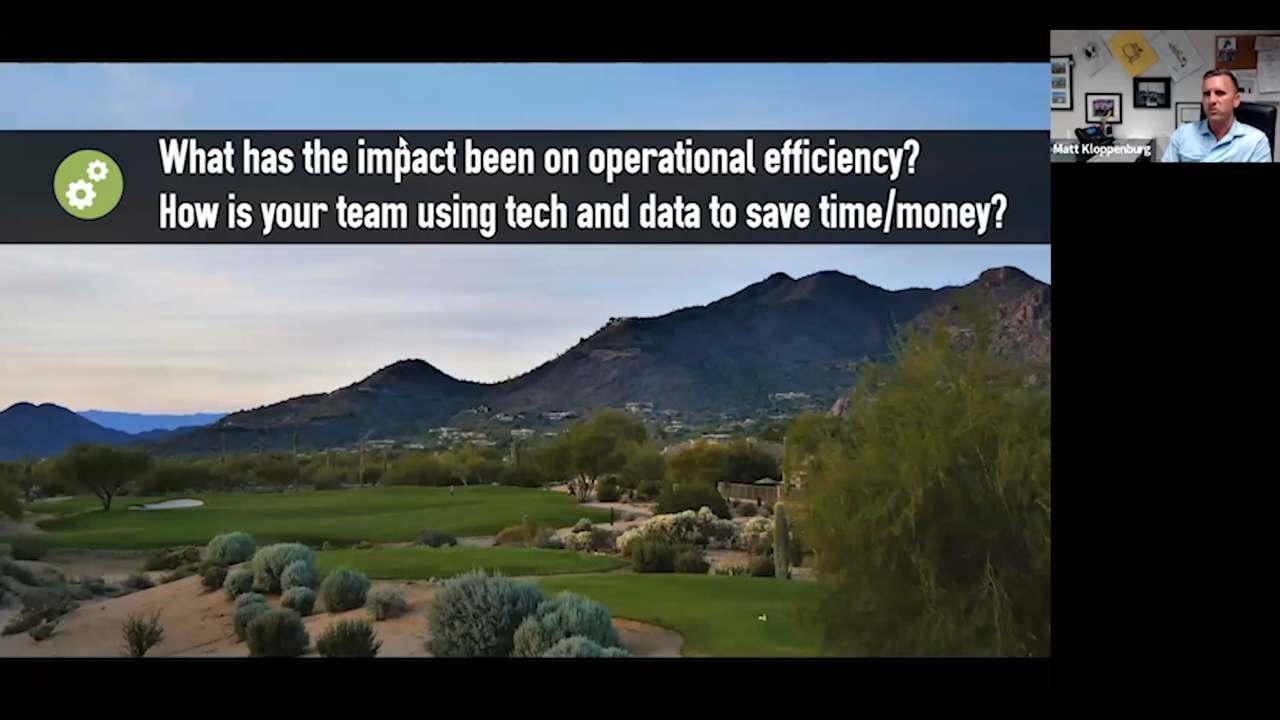 What has the impact been on operational efficiency?
How is your team using tech and data to save time/money?
Matt Kloppenburg